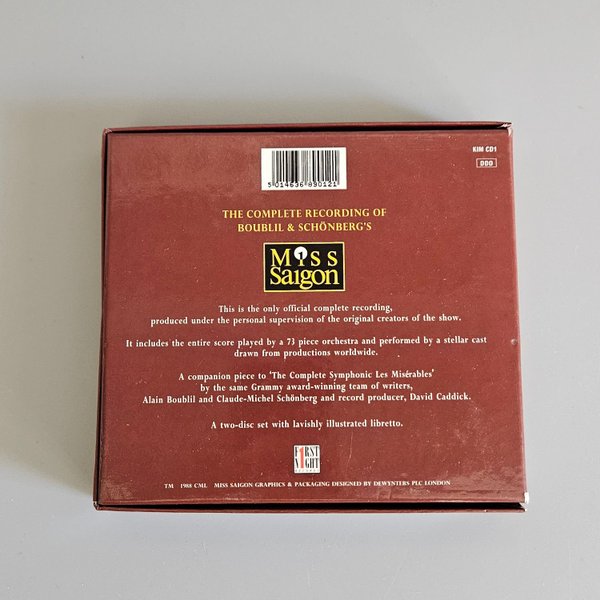 KIM CD1
DDD
5 014636 890121
THE COMPLETE RECORDING OF
BOUBLIL & SCHÖNBERG'S
Miss
Saigon
This is the only official complete recording,
produced under the personal supervision of the original creators of the show.
It includes the entire score played by a 73 piece orchestra and performed by a stellar cast
drawn from productions worldwide.
A companion piece to 'The Complete Symphonic Les Misérables'
by the same Grammy award-winning team of writers,
Alain Boublil and Claude-Michel Schönberg and record producer, David Caddick.
A two-disc set with lavishly illustrated libretto.
F1RST
N1GHT
TM 1988 CML MISS SAIGON GRAPHICS & PACKAGING DESIGNED BY DEWYNTERS PLC LONDON